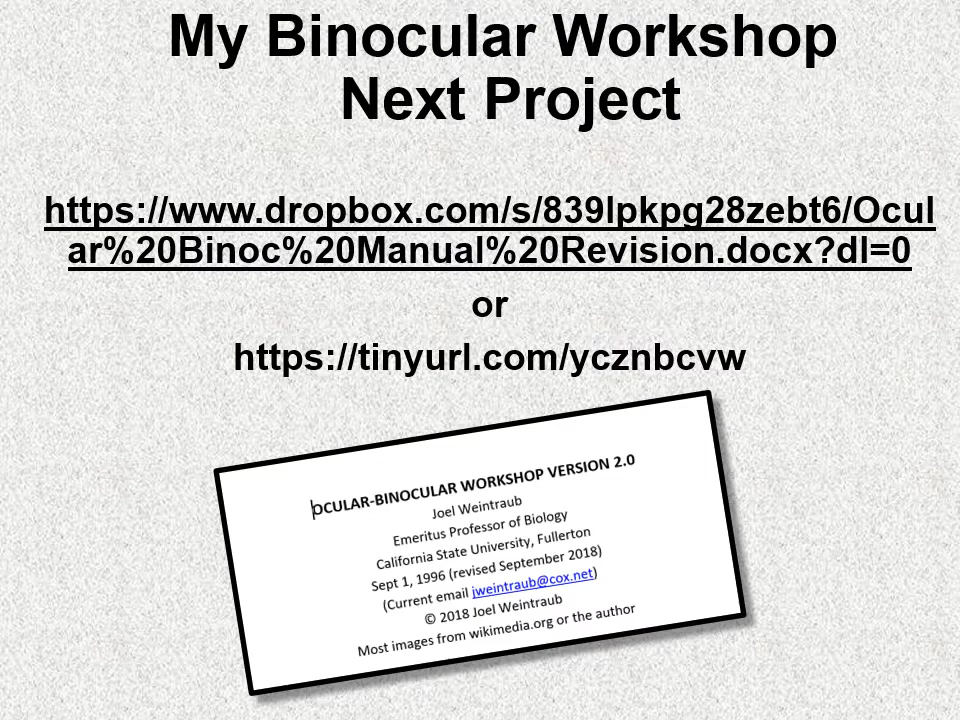 My Binocular Workshop
Next Project
https://www.dropbox.com/s/839lpkpg28zebt6/Ocul
ar%20Binoc%20Manual%20Revision.docx?dl=0
or
https://tinyurl.com/ycznbcvw
OCULAR-BINOCULAR WORKSHOP VERSION 2.0
Joel Weintraub
Emeritus Professor of Biology
California State University, Fullerton
Sept 1, 1996 (revised September 2018)
(Current email jweintraub@cox.net)
© 2018 Joel Weintraub
Most images from wikimedia.org or the author